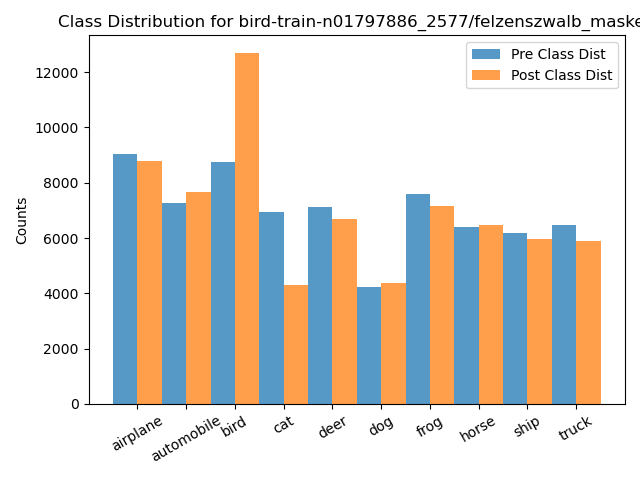 Class Distribution for bird-train-n01797886_2577/felzenszwalb_maske
Pre Class Dist
Post Class Dist
Counts
12000
10000
8000
6000
4000
2000
0
airplane
automobile
bird
cat
deer
dog
frog
horse
ship
truck